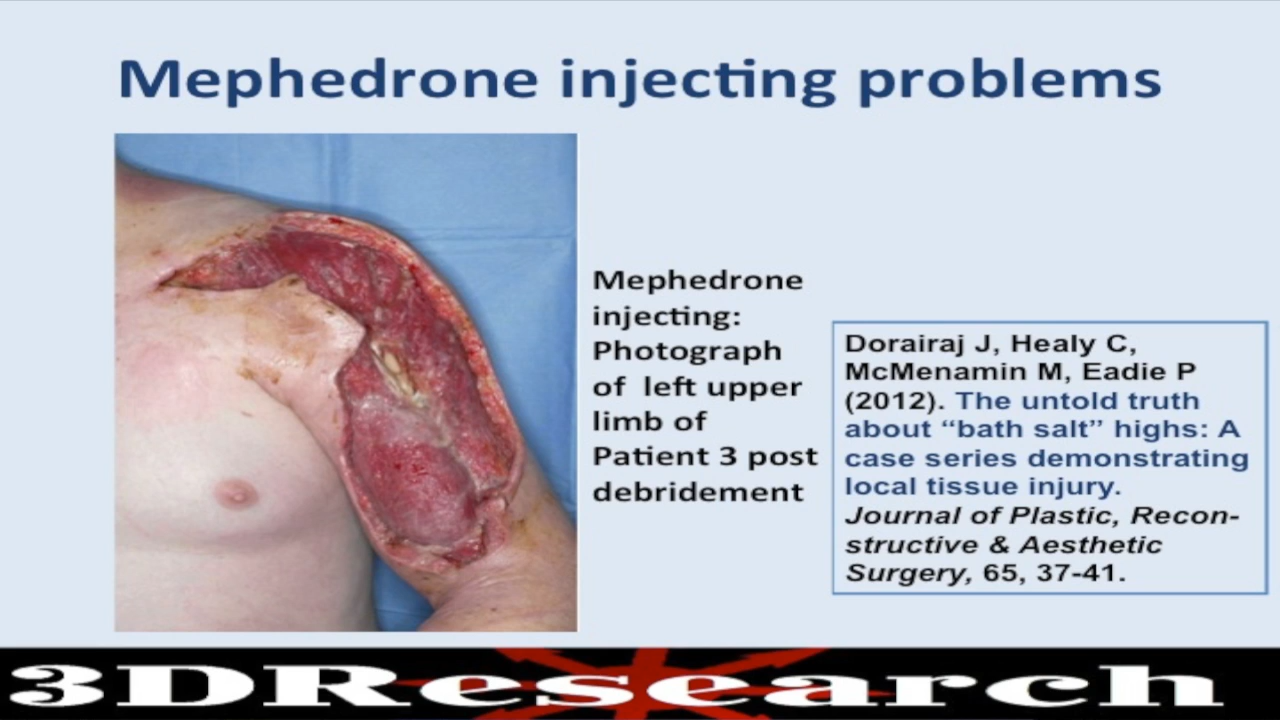 Mephedrone injecting problems
Mephedrone
injecting:
Photograph
of left upper
limb of
Patient 3 post
debridement
Dorairaj J, Healy C,
McMenamin M, Eadie P
(2012). The untold truth
about “bath salt” highs: A
case series demonstrating
local tissue injury.
Journal of Plastic, Recon-
structive & Aesthetic
Surgery, 65, 37-41.
3DResearch